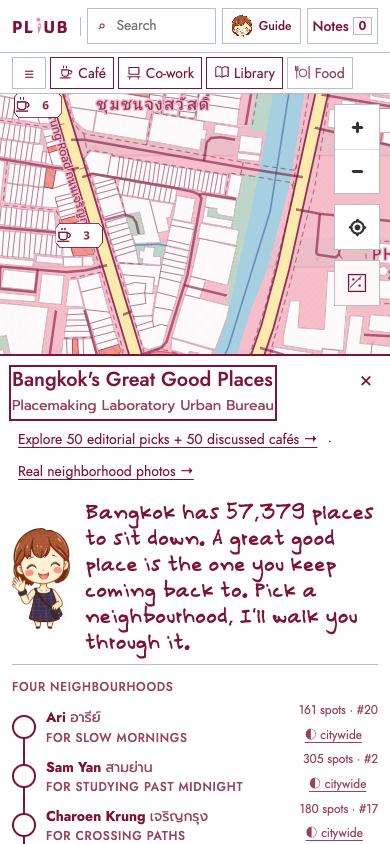 PLIUB
Search
Guide
Notes 0
Café
Co-work
Library
Food
6
ชุมชนจงสวัสดิ์
3
Bangkok's Great Good Places
Placemaking Laboratory Urban Bureau
Explore 50 editorial picks + 50 discussed cafés → ·
Real neighborhood photos →
Bangkok has 57,379 places
to sit down. A great good
place is the one you keep
coming back to. Pick a
neighbourhood, I'll walk you
through it.
FOUR NEIGHBOURHOODS
Ari อารีย์
161 spots · #20
FOR SLOW MORNINGS
citywide
Sam Yan สามย่าน
305 spots · #2
FOR STUDYING PAST MIDNIGHT
citywide
Charoen Krung เจริญกรุง
180 spots · #17
FOR CROSSING PATHS
citywide